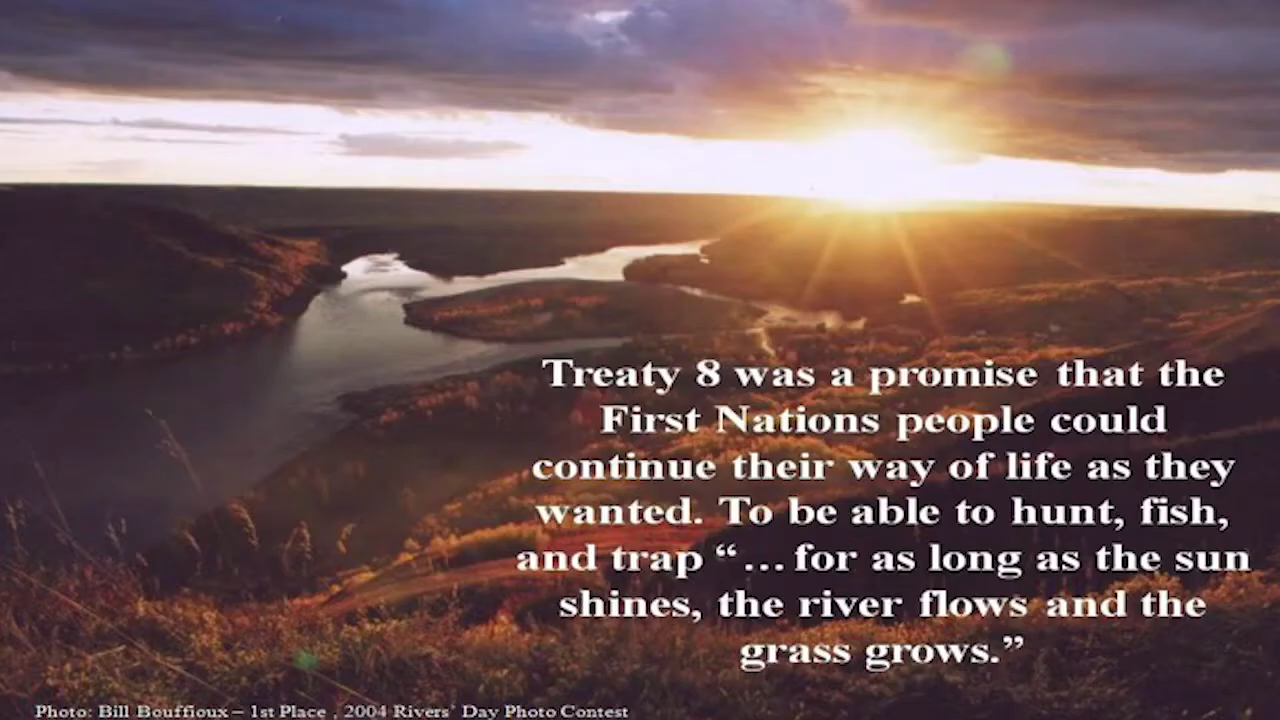 Treaty 8 was a promise that the
First Nations people could
continue their way of life as they
wanted. To be able to hunt, fish,
and trap “…for as long as the sun
shines, the river flows and the
grass grows.”
Photo: Bill Bouffioux – 1st Place , 2004 Rivers’ Day Photo Contest